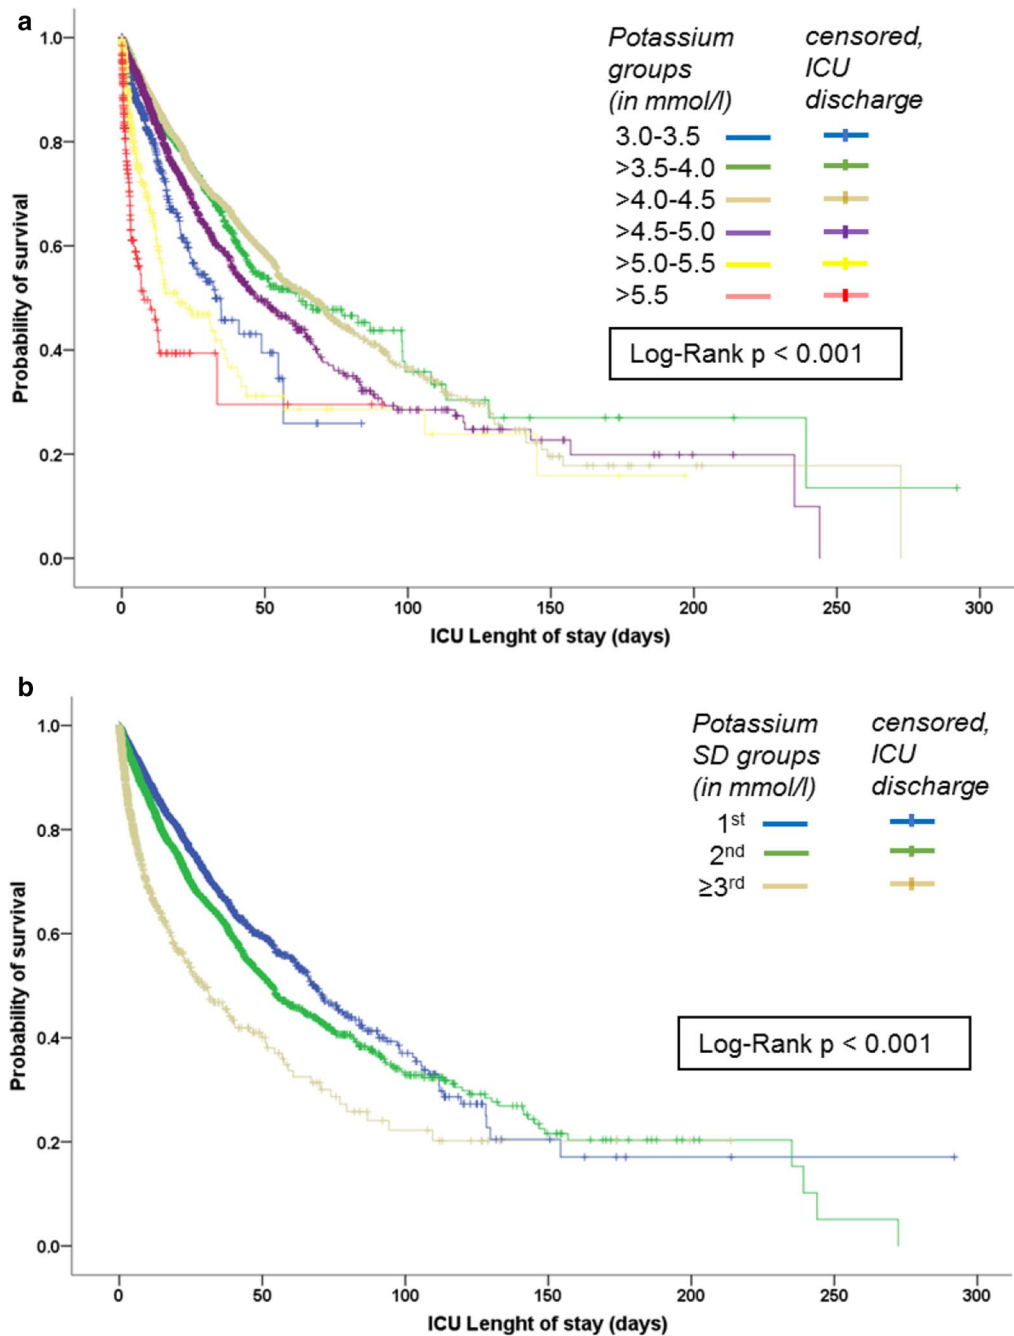 a
Potassium groups (in mmol/l)
censored, ICU discharge
3.0-3.5
>3.5-4.0
>4.0-4.5
>4.5-5.0
>5.0-5.5
>5.5
Log-Rank p < 0.001
Probability of survival
1.0
0.8
0.6
0.4
0.2
0.0
0 50 100 150 200 250 300
ICU Lenght of stay (days)
b
Potassium SD groups (in mmol/l)
censored, ICU discharge
1st
2nd
≥3rd
Log-Rank p < 0.001
Probability of survival
1.0
0.8
0.6
0.4
0.2
0.0
0 50 100 150 200 250 300
ICU Lenght of stay (days)